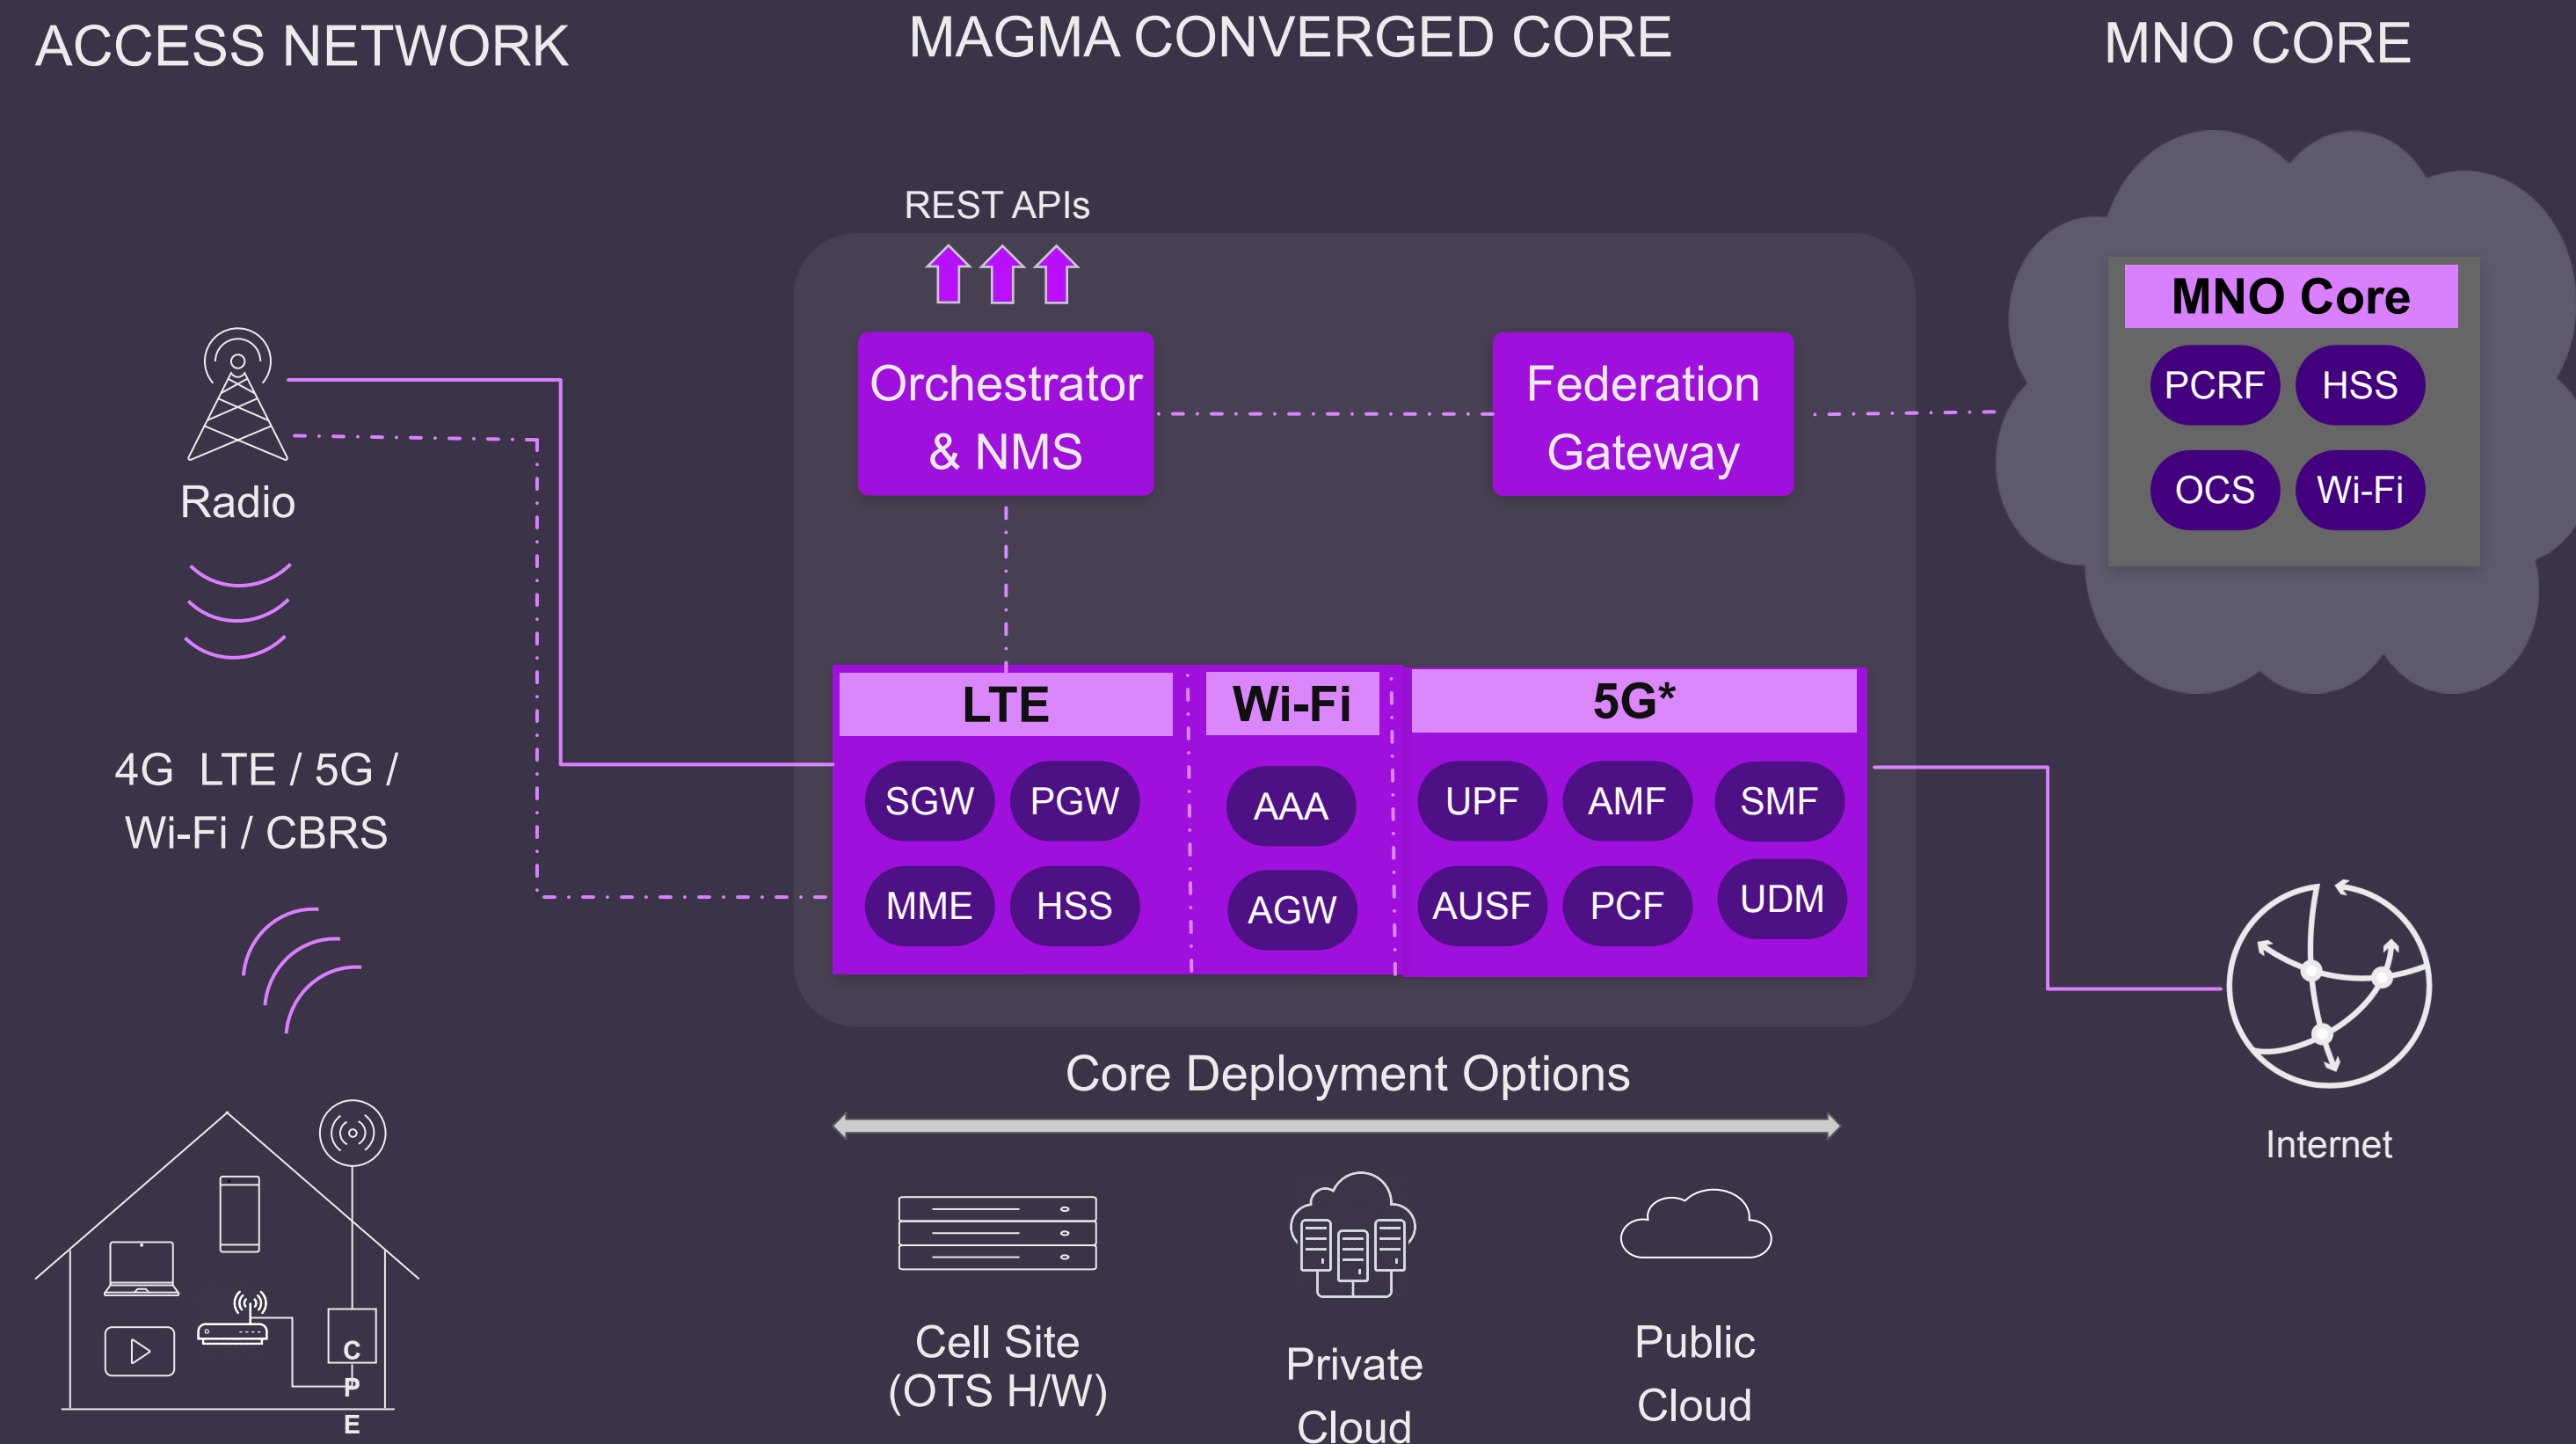 ACCESS NETWORK
MAGMA CONVERGED CORE
MNO CORE
REST APIs
Orchestrator
& NMS
Federation
Gateway
MNO Core
PCRF
HSS
OCS
Wi-Fi
Radio
4G LTE / 5G /
Wi-Fi / CBRS
LTE
SGW
PGW
MME
HSS
Wi-Fi
AAA
AGW
5G*
UPF
AMF
SMF
AUSF
PCF
UDM
Core Deployment Options
Internet
Cell Site
(OTS H/W)
Private
Cloud
Public
Cloud
C
P
E